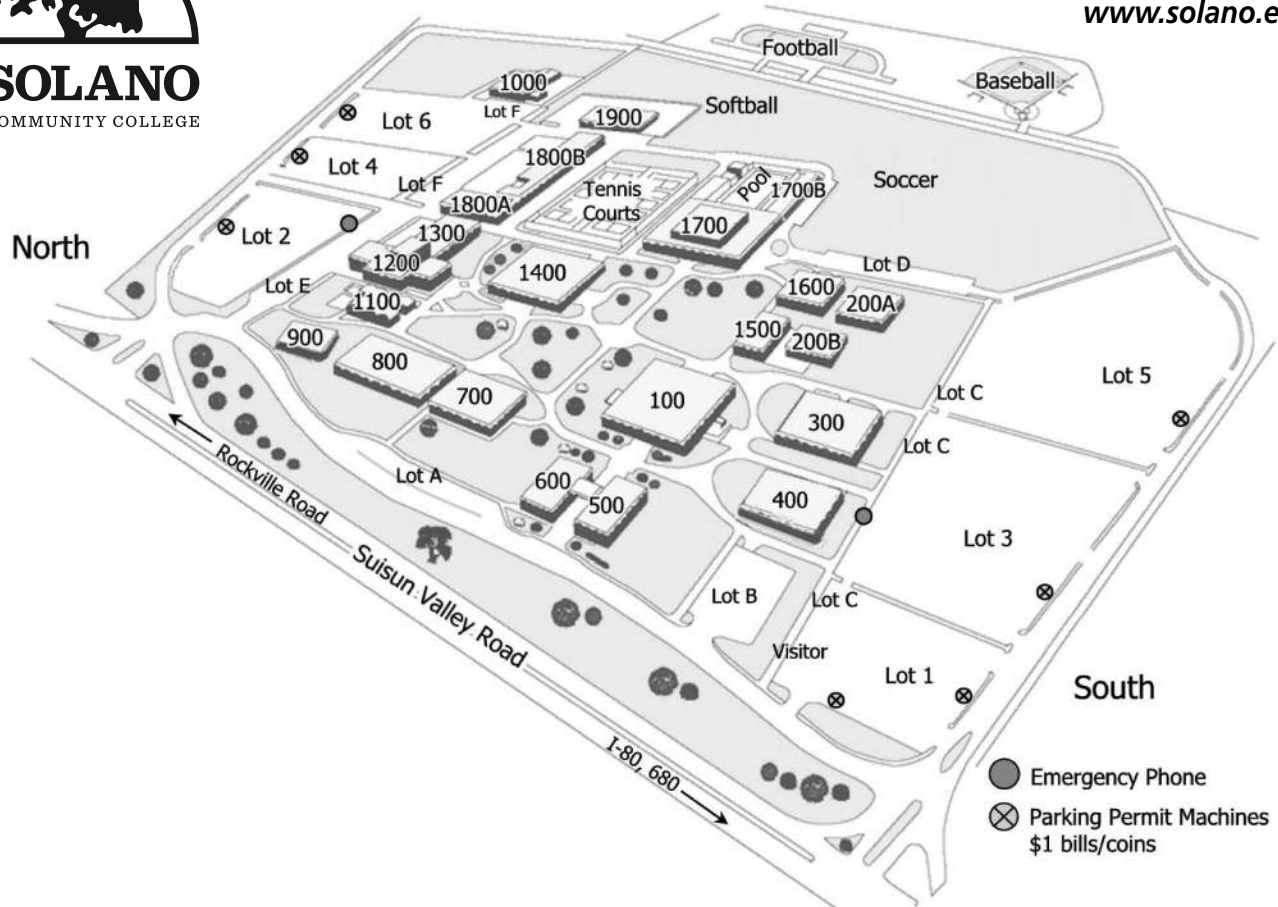 www.solano.e
SOLANO
COMMUNITY COLLEGE
Football
Baseball
1000
Lot F
Lot 6
1900
Softball
Lot 4
1800B
Lot F
Tennis
Courts
Pool
1700B
Soccer
1800A
1700
Lot 2
1300
North
1200
1400
Lot D
Lot E
1100
1600
200A
900
1500
200B
800
700
100
Lot 5
Lot C
300
Lot C
Lot A
600
500
400
Rockville Road
Lot 3
Suisun Valley Road
Lot B
Lot C
Visitor
Lot 1
South
I-80, 680
Emergency Phone
Parking Permit Machines
$1 bills/coins